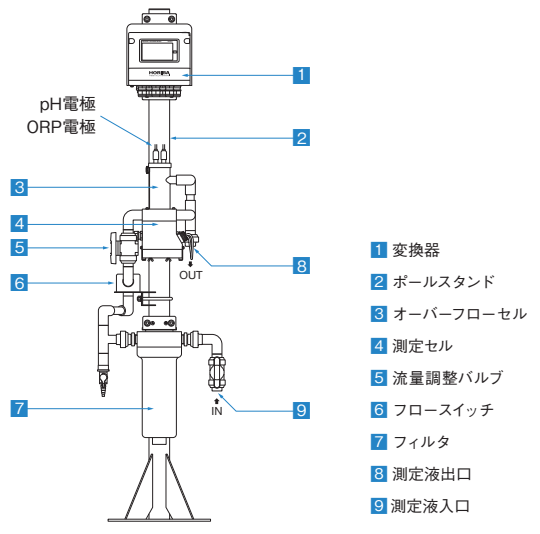 HORIBA
1
pH電極
ORP電極
2
3
4
5
6
OUT
8
7
IN
9
1 変換器
2 ポールスタンド
3 オーバーフローセル
4 測定セル
5 流量調整バルブ
6 フロースイッチ
7 フィルタ
8 測定液出口
9 測定液入口